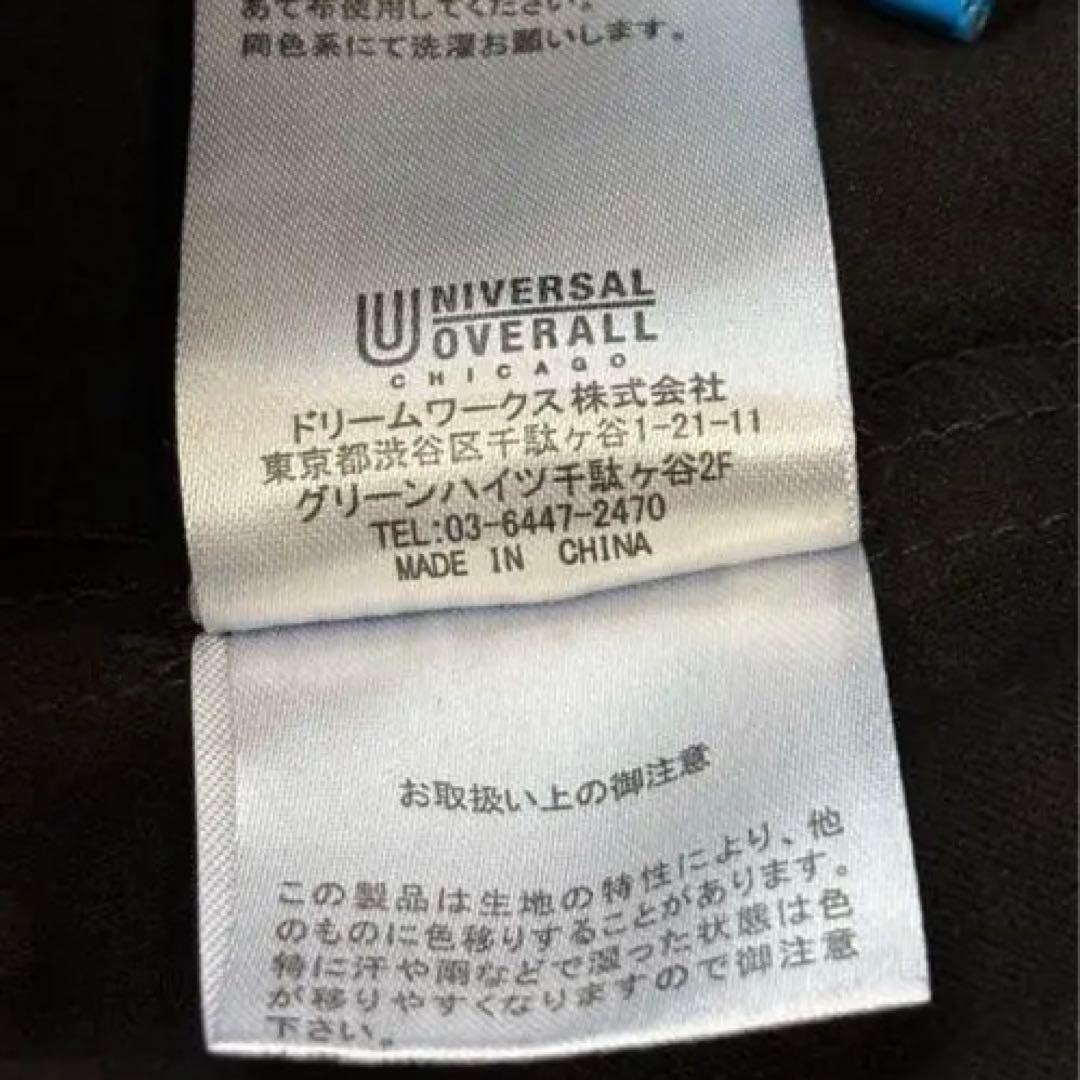 あて布使用してください。
同色系にて洗濯お願いします。
UNIVERSAL
OVERALL
CHICAGO
ドリームワークス株式会社
東京都渋谷区千駄ヶ谷1-21-11
グリーンハイツ千駄ヶ谷2F
TEL:03-6447-2470
MADE IN CHINA
お取扱い上の御注意
この製品は生地の特性により、他
のものに色移りすることがあります。
特に汗や雨などで湿った状態は色
が移りやすくなりますので御注意
下さい。